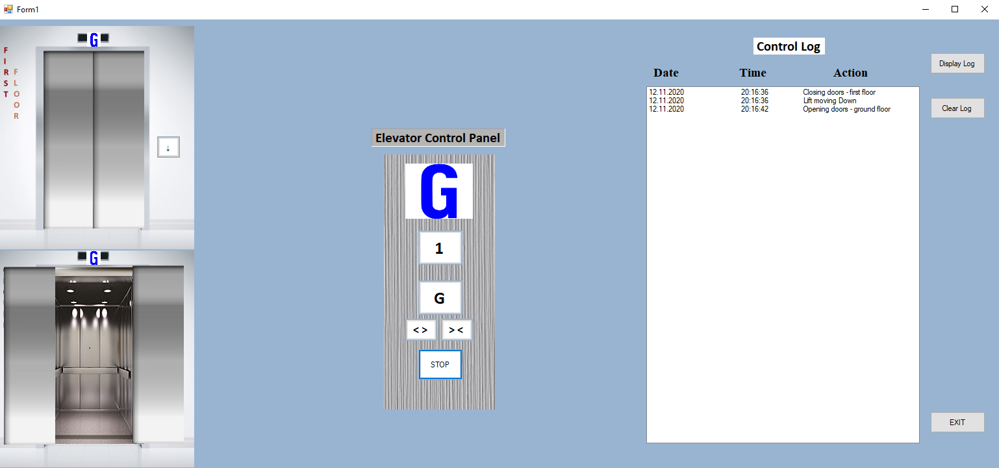 Form1
G
FIRST
FLOOR
↓
G
Elevator Control Panel
G
1
G
< >
> <
STOP
Control Log
Date Time Action
12.11.2020 20:16:36 Closing doors - first floor
12.11.2020 20:16:36 Lift moving Down
12.11.2020 20:16:42 Opening doors - ground floor
Display Log
Clear Log
EXIT